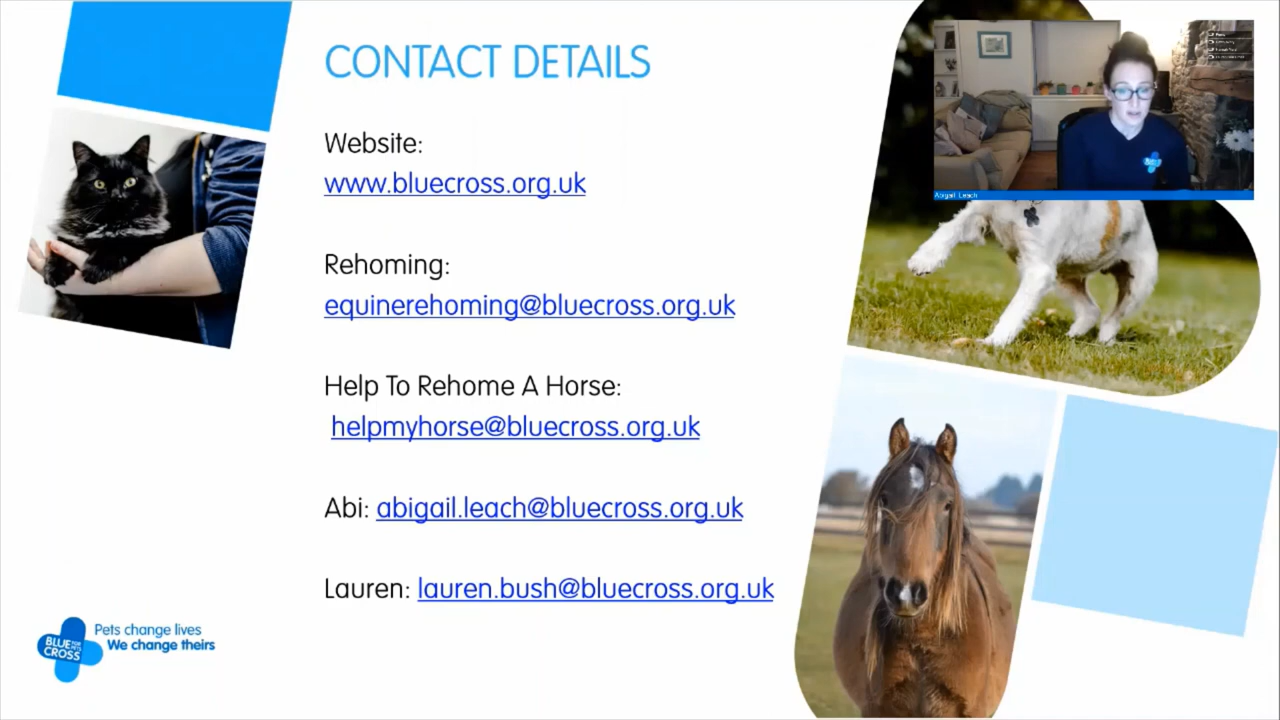 CONTACT DETAILS
Website:
www.bluecross.org.uk
Rehoming:
equinerehoming@bluecross.org.uk
Help To Rehome A Horse:
helpmyhorse@bluecross.org.uk
Abi: abigail.leach@bluecross.org.uk
Lauren: lauren.bush@bluecross.org.uk
Abigail Leach
BLUE FOR PETS
CROSS
Pets change lives
We change theirs